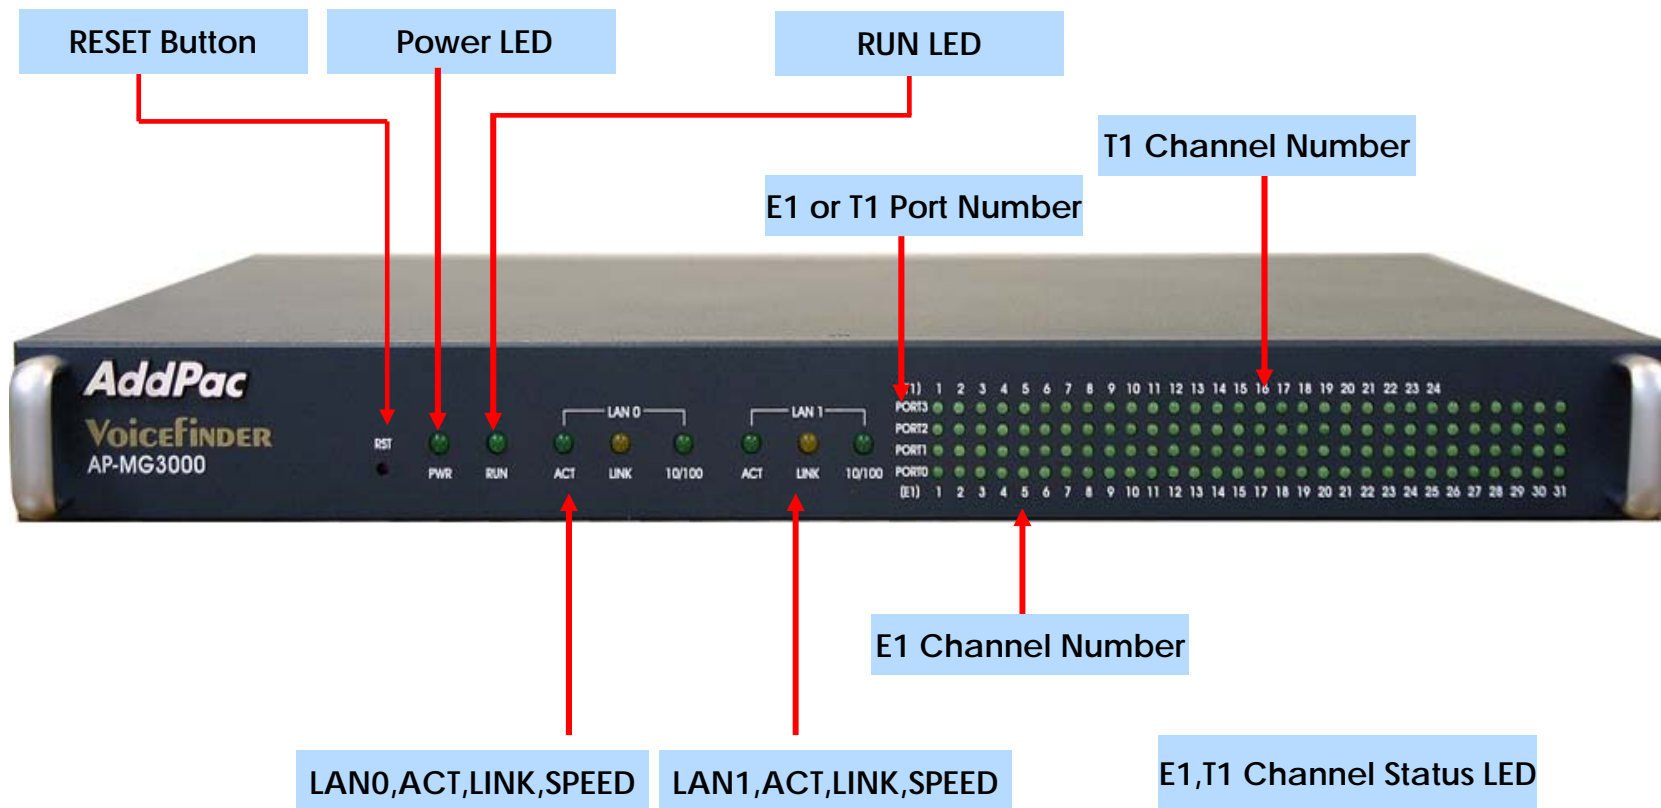 RESET Button
Power LED
RUN LED
T1 Channel Number
E1 or T1 Port Number
AddPac
VOICEFINDER
AP-MG3000
RST
PWR
RUN
LAN 0
ACT LINK 10/100
LAN 1
ACT LINK 10/100
(T1) 1 2 3 4 5 6 7 8 9 10 11 12 13 14 15 16 17 18 19 20 21 22 23 24
PORT3
PORT2
PORT1
PORT0
(E1) 1 2 3 4 5 6 7 8 9 10 11 12 13 14 15 17 18 19 20 21 22 23 24 25 26 27 28 29 30 31
E1 Channel Number
LAN0,ACT,LINK,SPEED
LAN1,ACT,LINK,SPEED
E1,T1 Channel Status LED